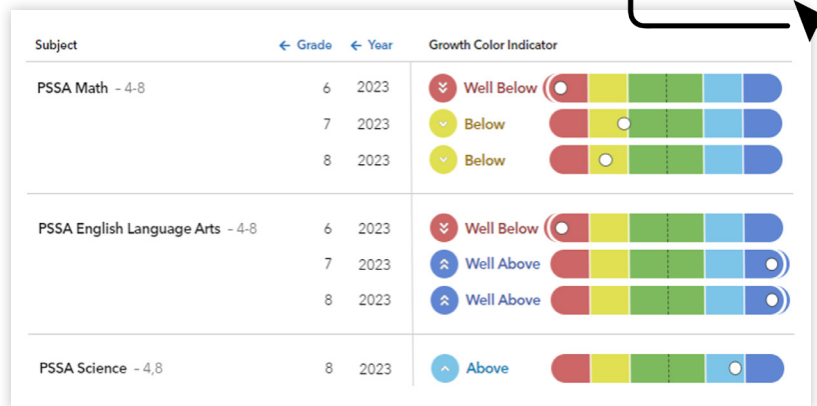 Subject ← Grade ← Year Growth Color Indicator
PSSA Math – 4-8 6 2023 Well Below
7 2023 Below
8 2023 Below
PSSA English Language Arts – 4-8 6 2023 Well Below
7 2023 Well Above
8 2023 Well Above
PSSA Science – 4,8 8 2023 Above